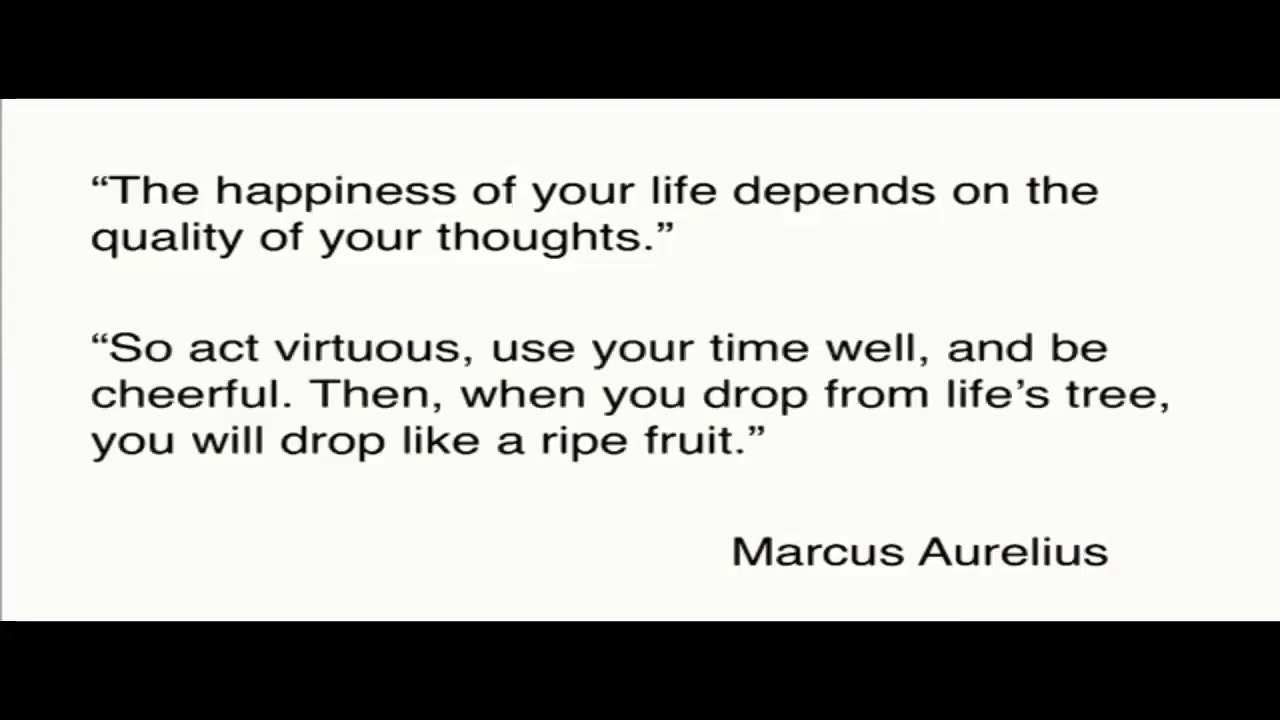 “The happiness of your life depends on the
quality of your thoughts.”
“So act virtuous, use your time well, and be
cheerful. Then, when you drop from life’s tree,
you will drop like a ripe fruit.”
Marcus Aurelius